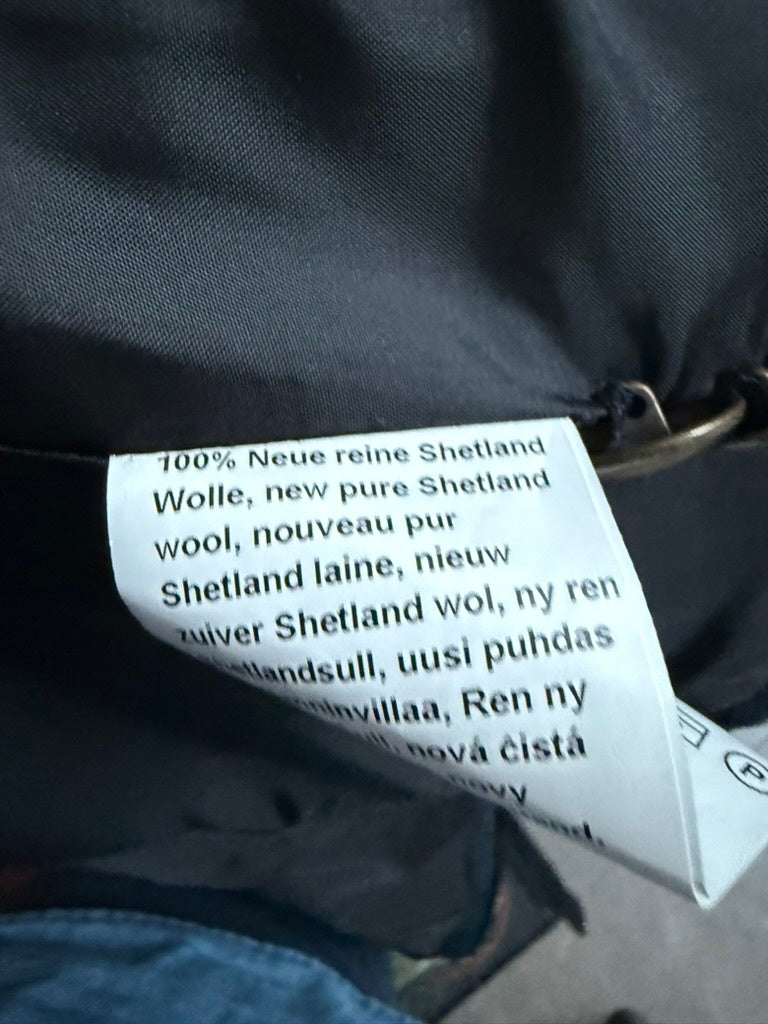 100% Neue reine Shetland
Wolle, new pure Shetland
wool, nouveau pur
Shetland laine, nieuw
zuiver Shetland wol, ny ren
uusi puhdas
Ren ny
nová čistá
P